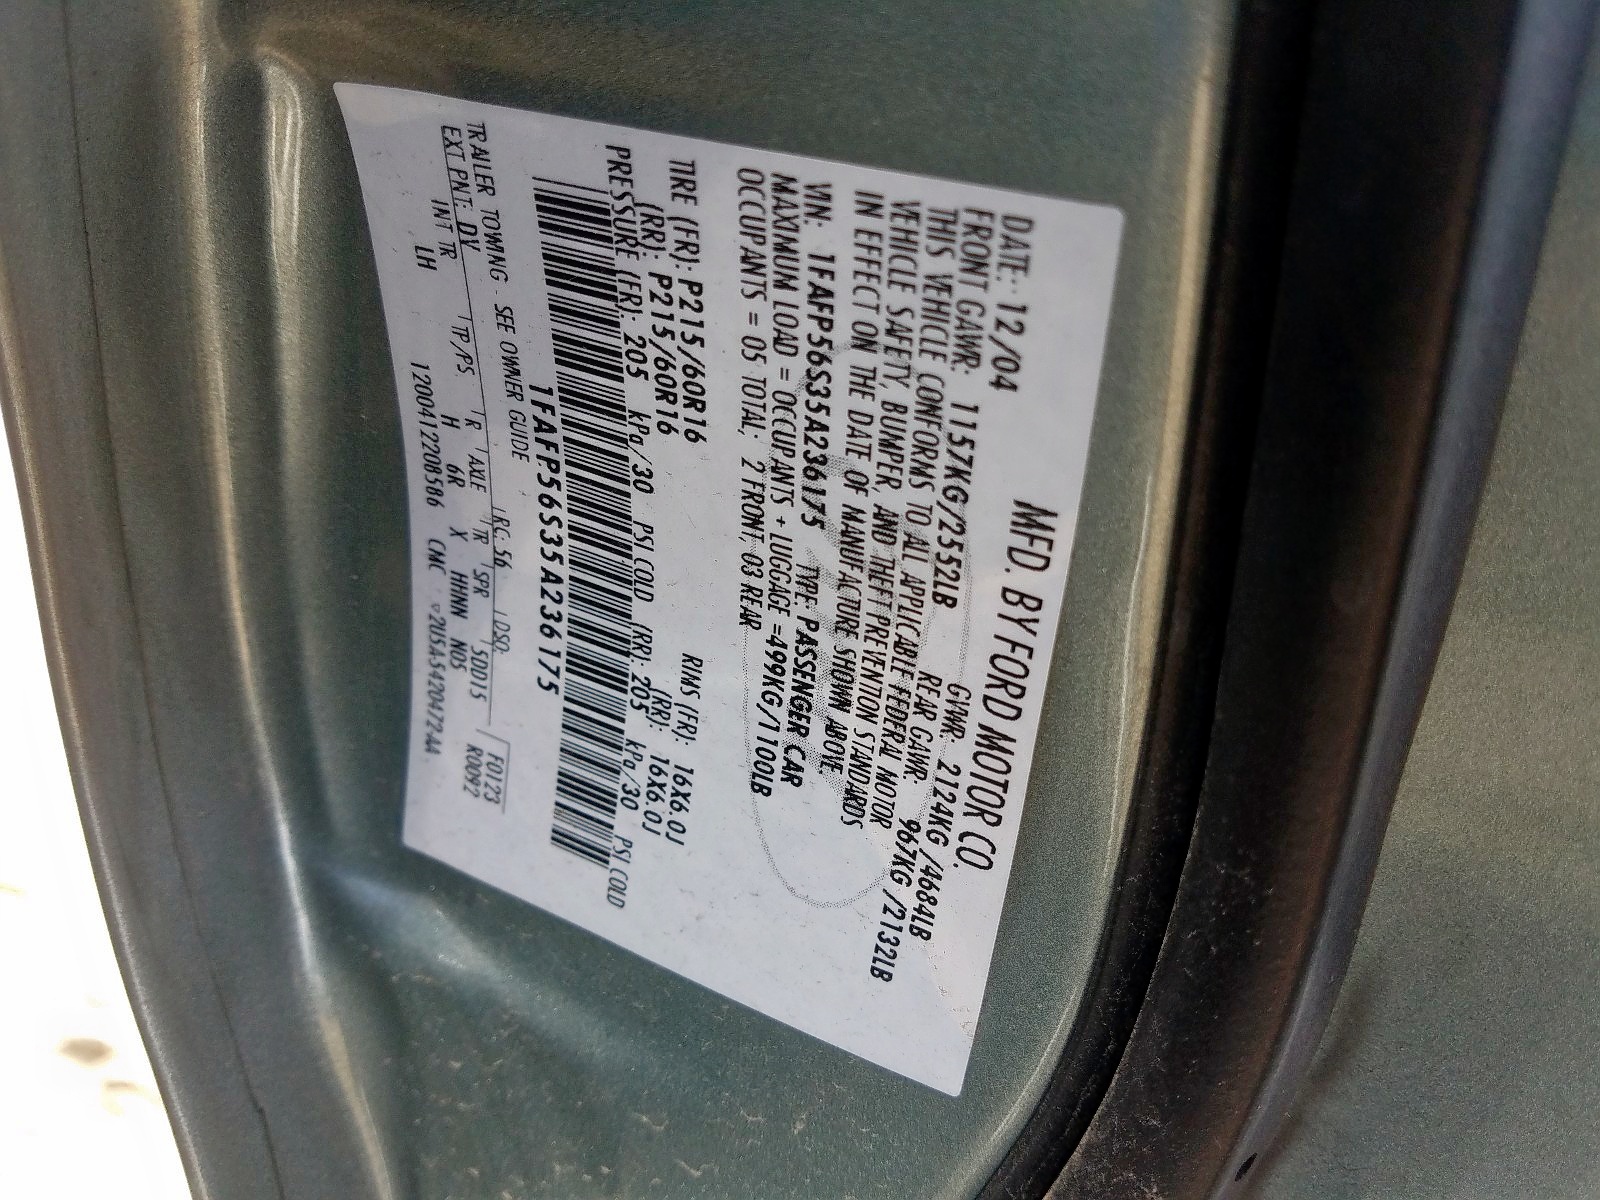 MFD. BY FORD MOTOR CO.
DATE: 12/04 GVWR: 2124KG/4684LB
FRONT GAWR: 1157KG/2552LB REAR GAWR: 967KG/2132LB
THIS VEHICLE CONFORMS TO ALL APPLICABLE FEDERAL MOTOR
VEHICLE SAFETY, BUMPER, AND THEFT PREVENTION STANDARDS
IN EFFECT ON THE DATE OF MANUFACTURE SHOWN ABOVE.
VIN: 1FAFP56S35A236175 TYPE: PASSENGER CAR
MAXIMUM LOAD = OCCUPANTS + LUGGAGE =499KG/1100LB
OCCUPANTS = 05 TOTAL; 2 FRONT, 03 REAR
TIRE (FR): P215/60R16 RIMS (FR): 16X6.0J
(RR): P215/60R16 (RR): 16X6.0J
PRESSURE (FR): 205 kPa/30 PSI COLD (RR): 205 kPa/30 PSI COLD
1FAFP56S35A236175
TRAILER TOWING - SEE OWNER GUIDE
EXT PNT: DV RC: 56 DSO: F0123
INT TR TP/PS R AXLE TR SPR 5DD15 R0092
LH H 6R X HHNN NOS
1200412208586 CMC